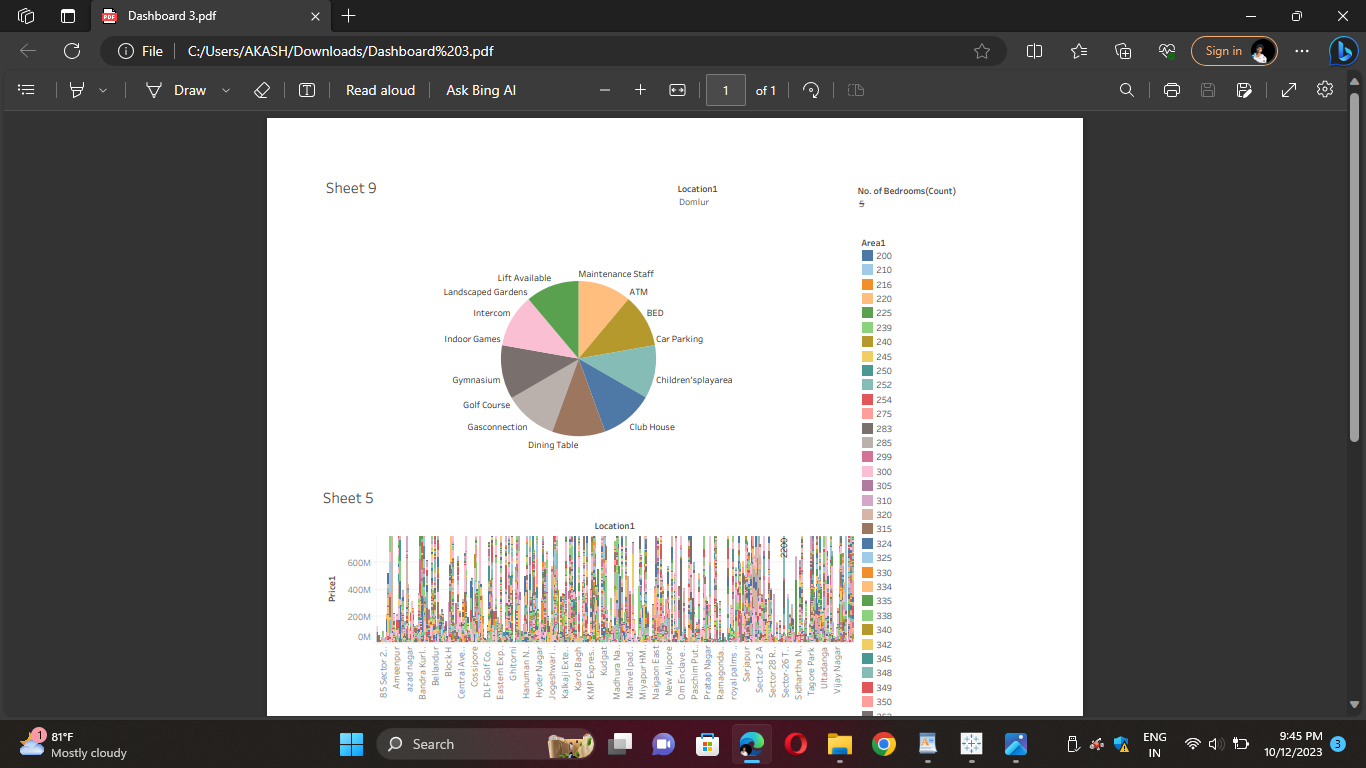 Dashboard 3.pdf
File
C:/Users/AKASH/Downloads/Dashboard%203.pdf
Sign in
Draw
Read aloud
Ask Bing AI
1
of 1
Sheet 9
Location1
Domlur
No. of Bedrooms(Count)
5
Lift Available
Maintenance Staff
Landscaped Gardens
ATM
Intercom
BED
Indoor Games
Car Parking
Gymnasium
Children'splayarea
Golf Course
Gasconnection
Club House
Dining Table
Area1
200
210
216
220
225
239
240
245
250
252
254
275
283
285
299
300
305
310
320
315
324
325
330
334
335
338
340
342
345
348
349
350
Sheet 5
Location1
Price1
600M
400M
200M
0M
2200
85 Sector 2..
Ameenpur
azad nagar
Bandra Kurl..
Bellandur
Block H
Central Ave..
Cossipore
DLF Golf Co..
Eastern Exp..
Ghitorni
Hanuman N..
Hyder Nagar
Jogeshwari ..
Kalkaji Exte..
Karol Bagh
KMP Expres..
Kudgat
Madhura Na..
Manvel pad..
Miyapur HM..
Naigaon East
New Alipore
Om Enclave ..
Paschim Put..
Pratap Nagar
Ramagonda..
royal palms ..
Sarjapur
Sector 12 A
Sector 28 R..
Sector-26 T..
Sidhartha N..
Tagore Park
Ultadanga
Vijay Nagar
1
81°F
Mostly cloudy
Search
ENG
IN
9:45 PM
10/12/2023
3